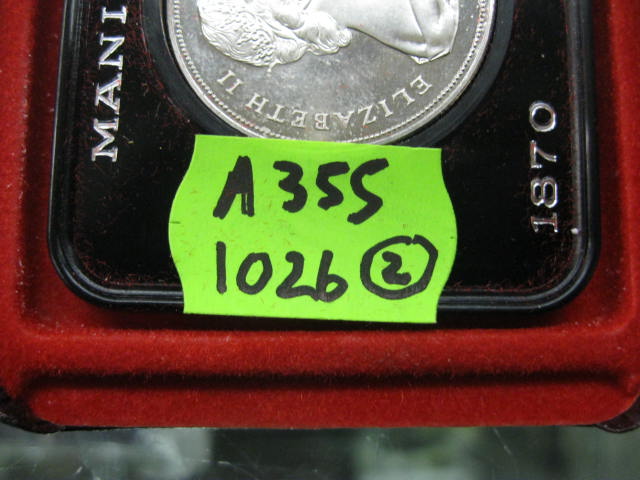 MANI
ELIZABETH II
1870
A355
1026 ②